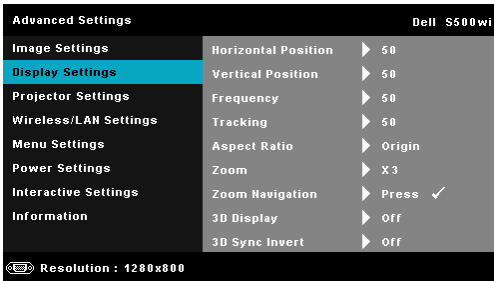 Advanced Settings Dell S500wi
Image Settings
Display Settings
Projector Settings
Wireless/LAN Settings
Menu Settings
Power Settings
Interactive Settings
Information
Horizontal Position 50
Vertical Position 50
Frequency 50
Tracking 50
Aspect Ratio Origin
Zoom X3
Zoom Navigation Press ✓
3D Display Off
3D Sync Invert Off
Resolution : 1280x800